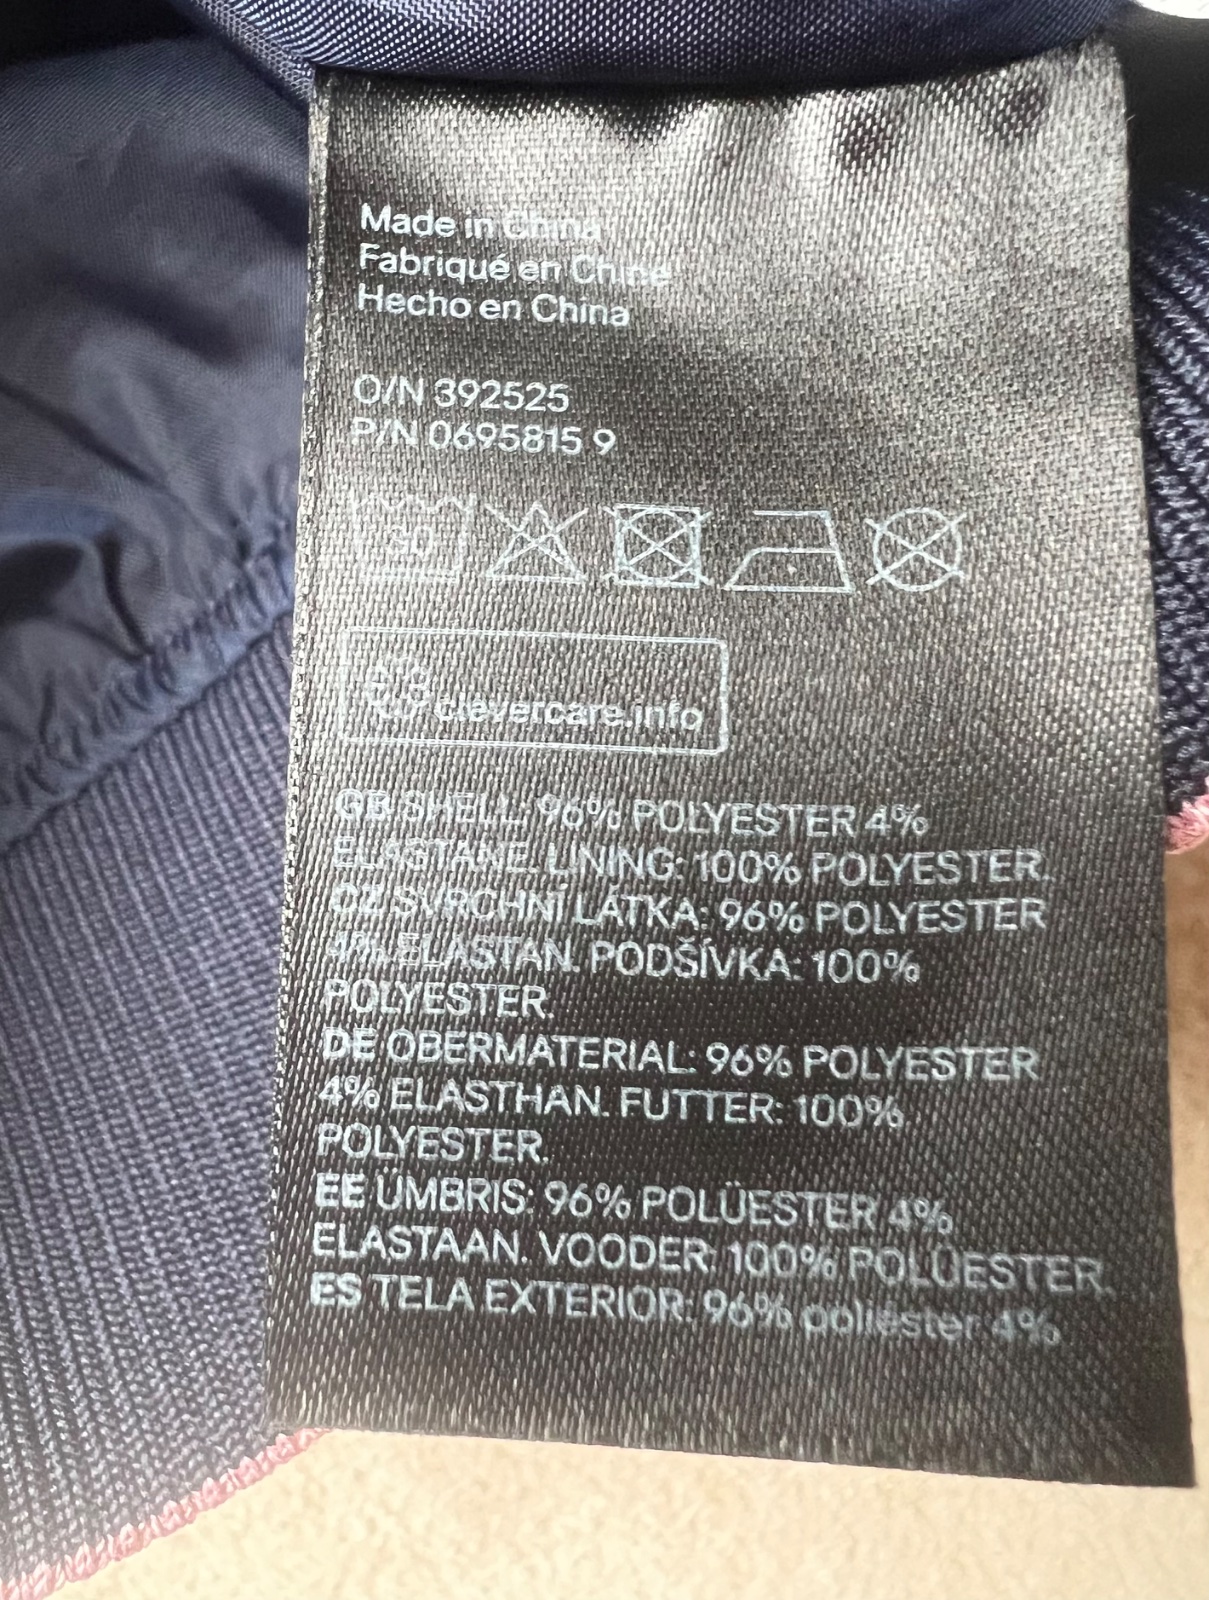 Made in China
Fabriqué en Chine
Hecho en China
O/N 392525
P/N 0695815 9
30
clevercare.info
GB SHELL: 96% POLYESTER 4%
ELASTANE. LINING: 100% POLYESTER.
CZ SVRCHNÍ LÁTKA: 96% POLYESTER
4% ELASTAN. PODŠÍVKA: 100%
POLYESTER.
DE OBERMATERIAL: 96% POLYESTER
4% ELASTHAN. FUTTER: 100%
POLYESTER.
EE ÜMBRIS: 96% POLÜESTER 4%
ELASTAAN. VOODER: 100% POLÜESTER.
ES TELA EXTERIOR: 96% poliéster 4%